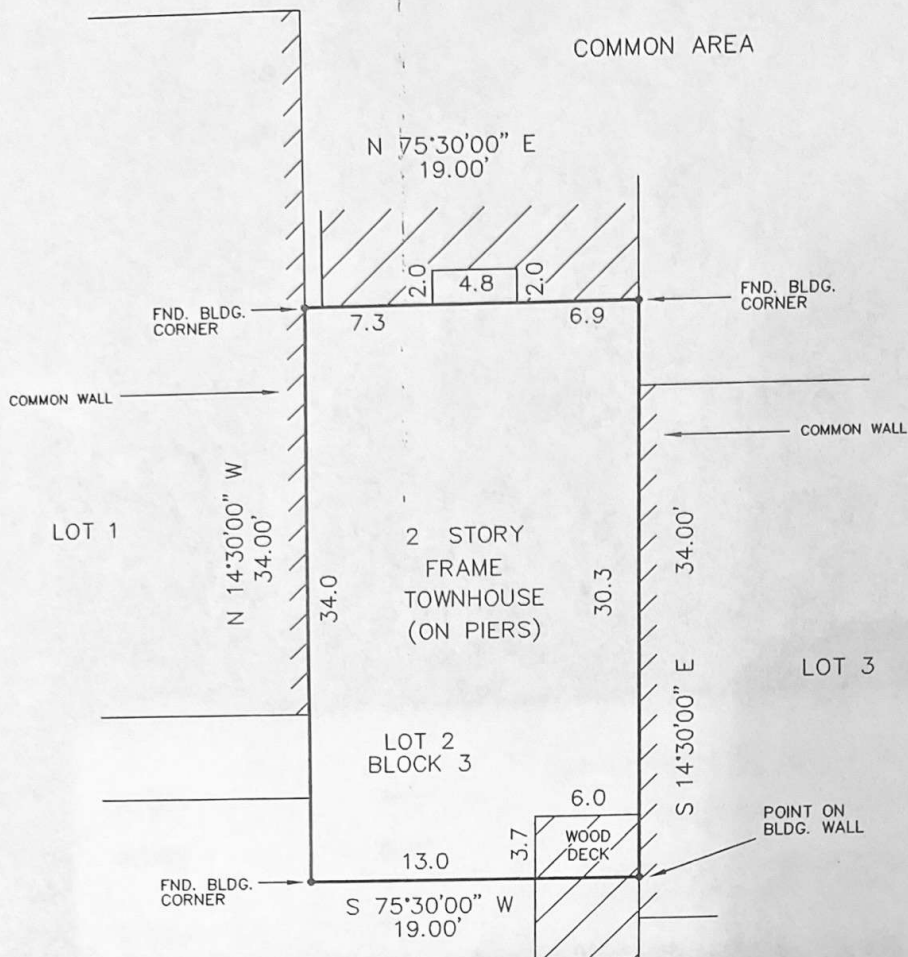 COMMON AREA
N 75°30'00" E
19.00'
2.0
4.8
2.0
FND. BLDG.
CORNER
FND. BLDG.
CORNER
7.3
6.9
COMMON WALL
COMMON WALL
LOT 1
N 14°30'00" W
34.00'
34.0
2 STORY
FRAME
TOWNHOUSE
(ON PIERS)
30.3
S 14°30'00" E 34.00'
LOT 3
LOT 2
BLOCK 3
6.0
3.7
WOOD
DECK
POINT ON
BLDG. WALL
13.0
FND. BLDG.
CORNER
S 75°30'00" W
19.00'